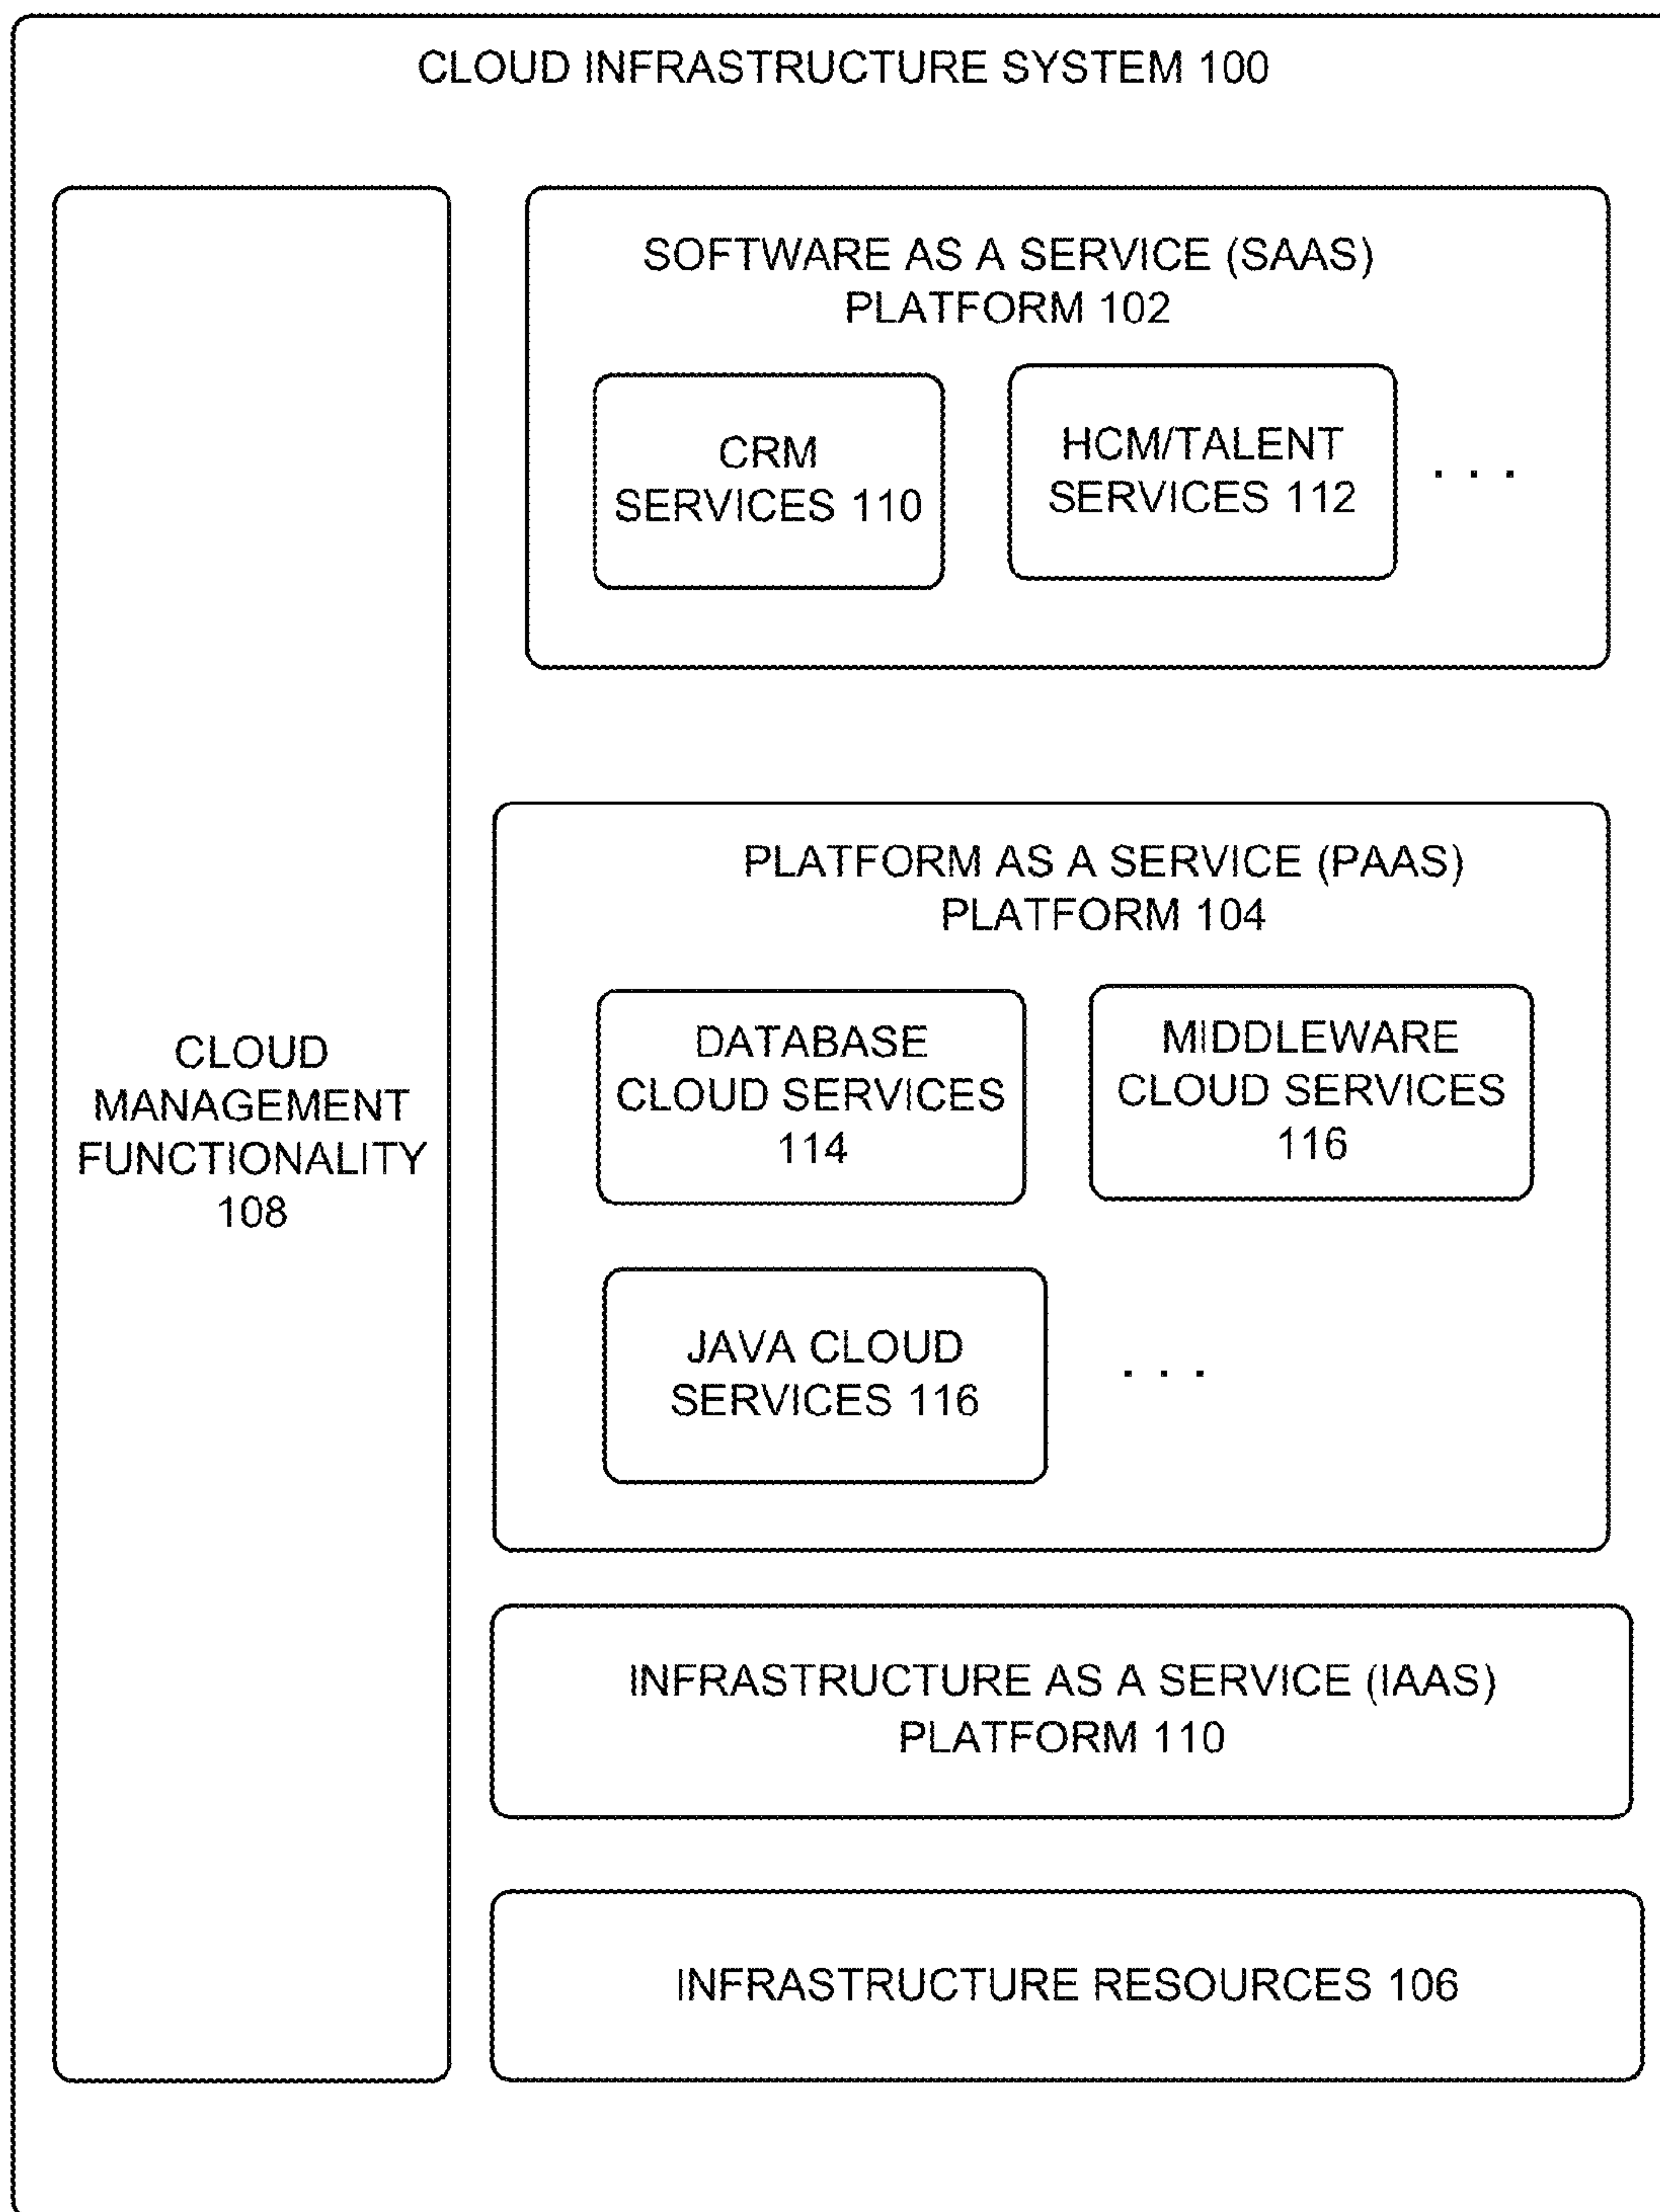 CLOUD INFRASTRUCTURE SYSTEM 100
SOFTWARE AS A SERVICE (SAAS)
PLATFORM 102
CRM
SERVICES 110
HCM/TALENT
SERVICES 112
. . .
PLATFORM AS A SERVICE (PAAS)
PLATFORM 104
DATABASE
CLOUD SERVICES
114
MIDDLEWARE
CLOUD SERVICES
116
JAVA CLOUD
SERVICES 116
. . .
CLOUD
MANAGEMENT
FUNCTIONALITY
108
INFRASTRUCTURE AS A SERVICE (IAAS)
PLATFORM 110
INFRASTRUCTURE RESOURCES 106